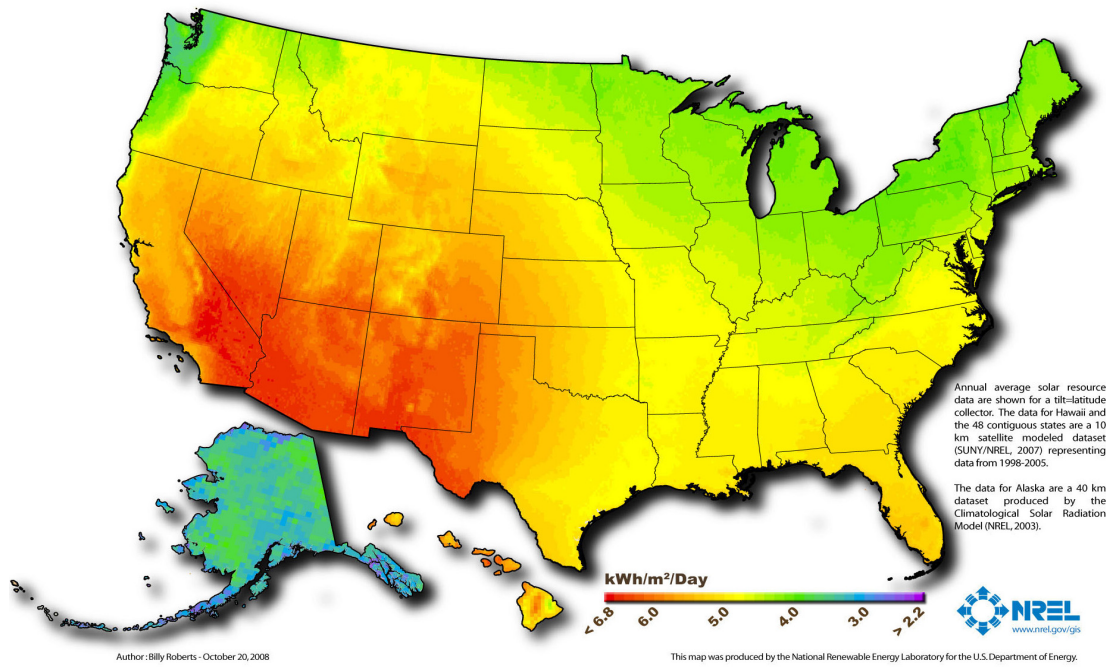 Annual average solar resource
data are shown for a tilt=latitude
collector. The data for Hawaii and
the 48 contiguous states are a 10
km satellite modeled dataset
(SUNY/NREL, 2007) representing
data from 1998-2005.
The data for Alaska are a 40 km
dataset produced by the
Climatological Solar Radiation
Model (NREL, 2003).
kWh/m²/Day
< 6.8 6.0 5.0 4.0 3.0 > 2.2
NREL
www.nrel.gov/gis
Author : Billy Roberts - October 20, 2008
This map was produced by the National Renewable Energy Laboratory for the U.S. Department of Energy.